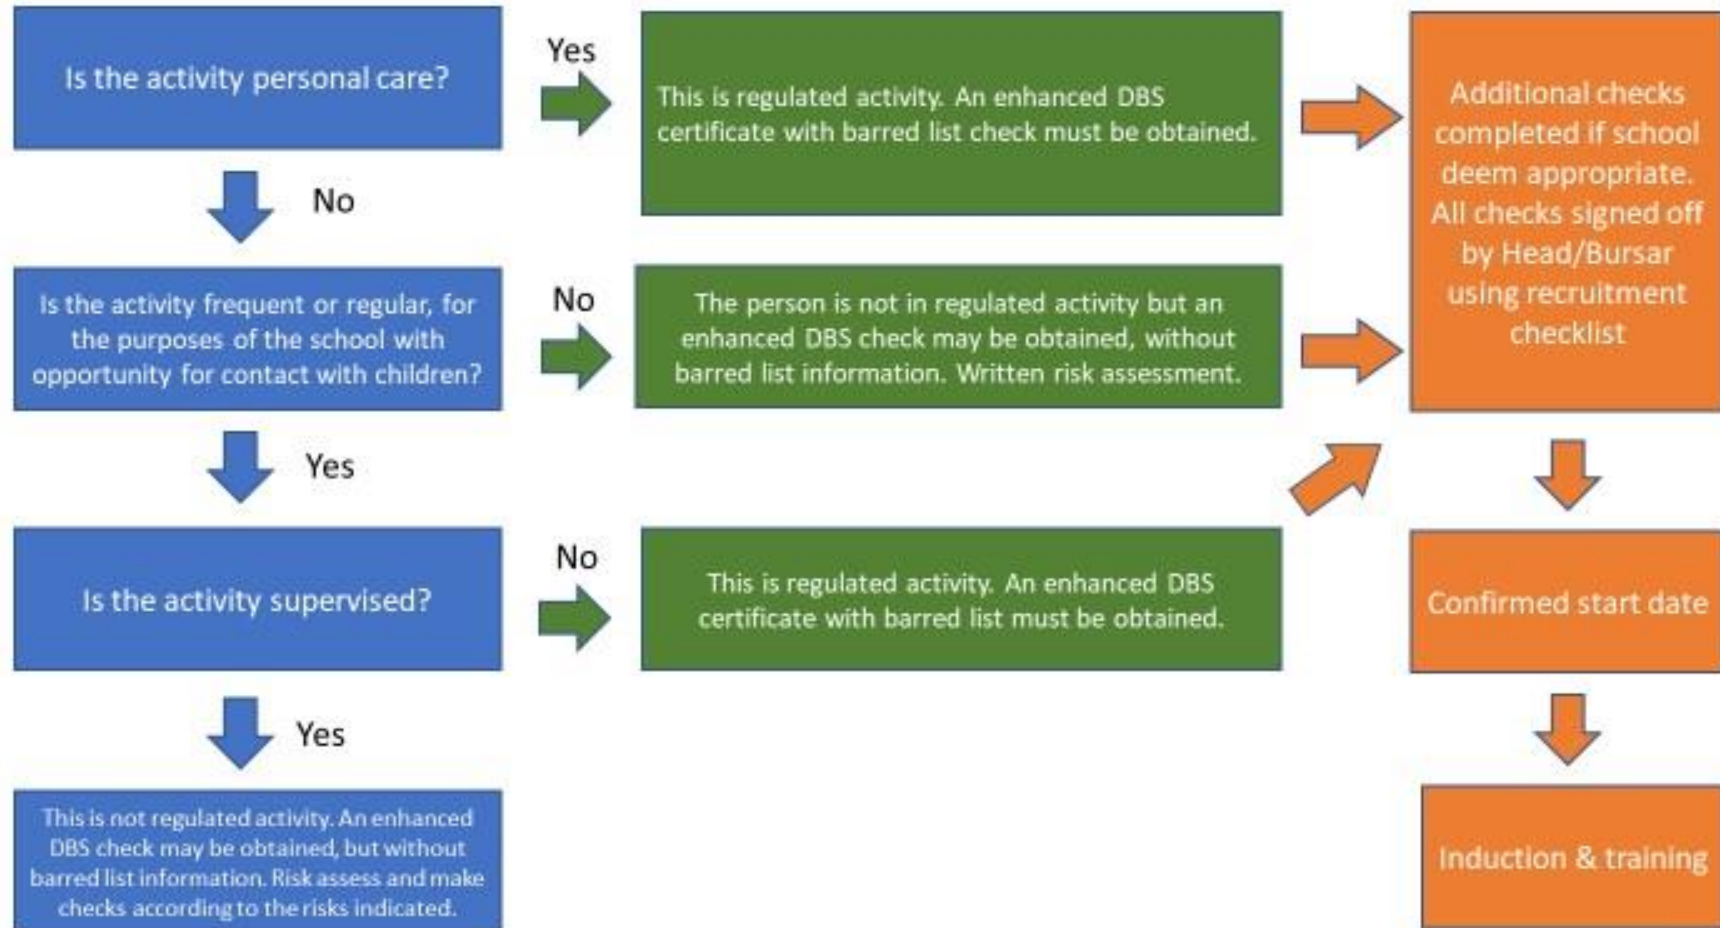 Is the activity personal care?
Yes
This is regulated activity. An enhanced DBS
certificate with barred list check must be obtained.
Additional checks
completed if school
deem appropriate.
All checks signed off
by Head/Bursar
using recruitment
checklist
No
Is the activity frequent or regular, for
the purposes of the school with
opportunity for contact with children?
No
The person is not in regulated activity but an
enhanced DBS check may be obtained, without
barred list information. Written risk assessment.
Yes
Is the activity supervised?
No
This is regulated activity. An enhanced DBS
certificate with barred list must be obtained.
Confirmed start date
Yes
This is not regulated activity. An enhanced
DBS check may be obtained, but without
barred list information. Risk assess and make
checks according to the risks indicated.
Induction & training